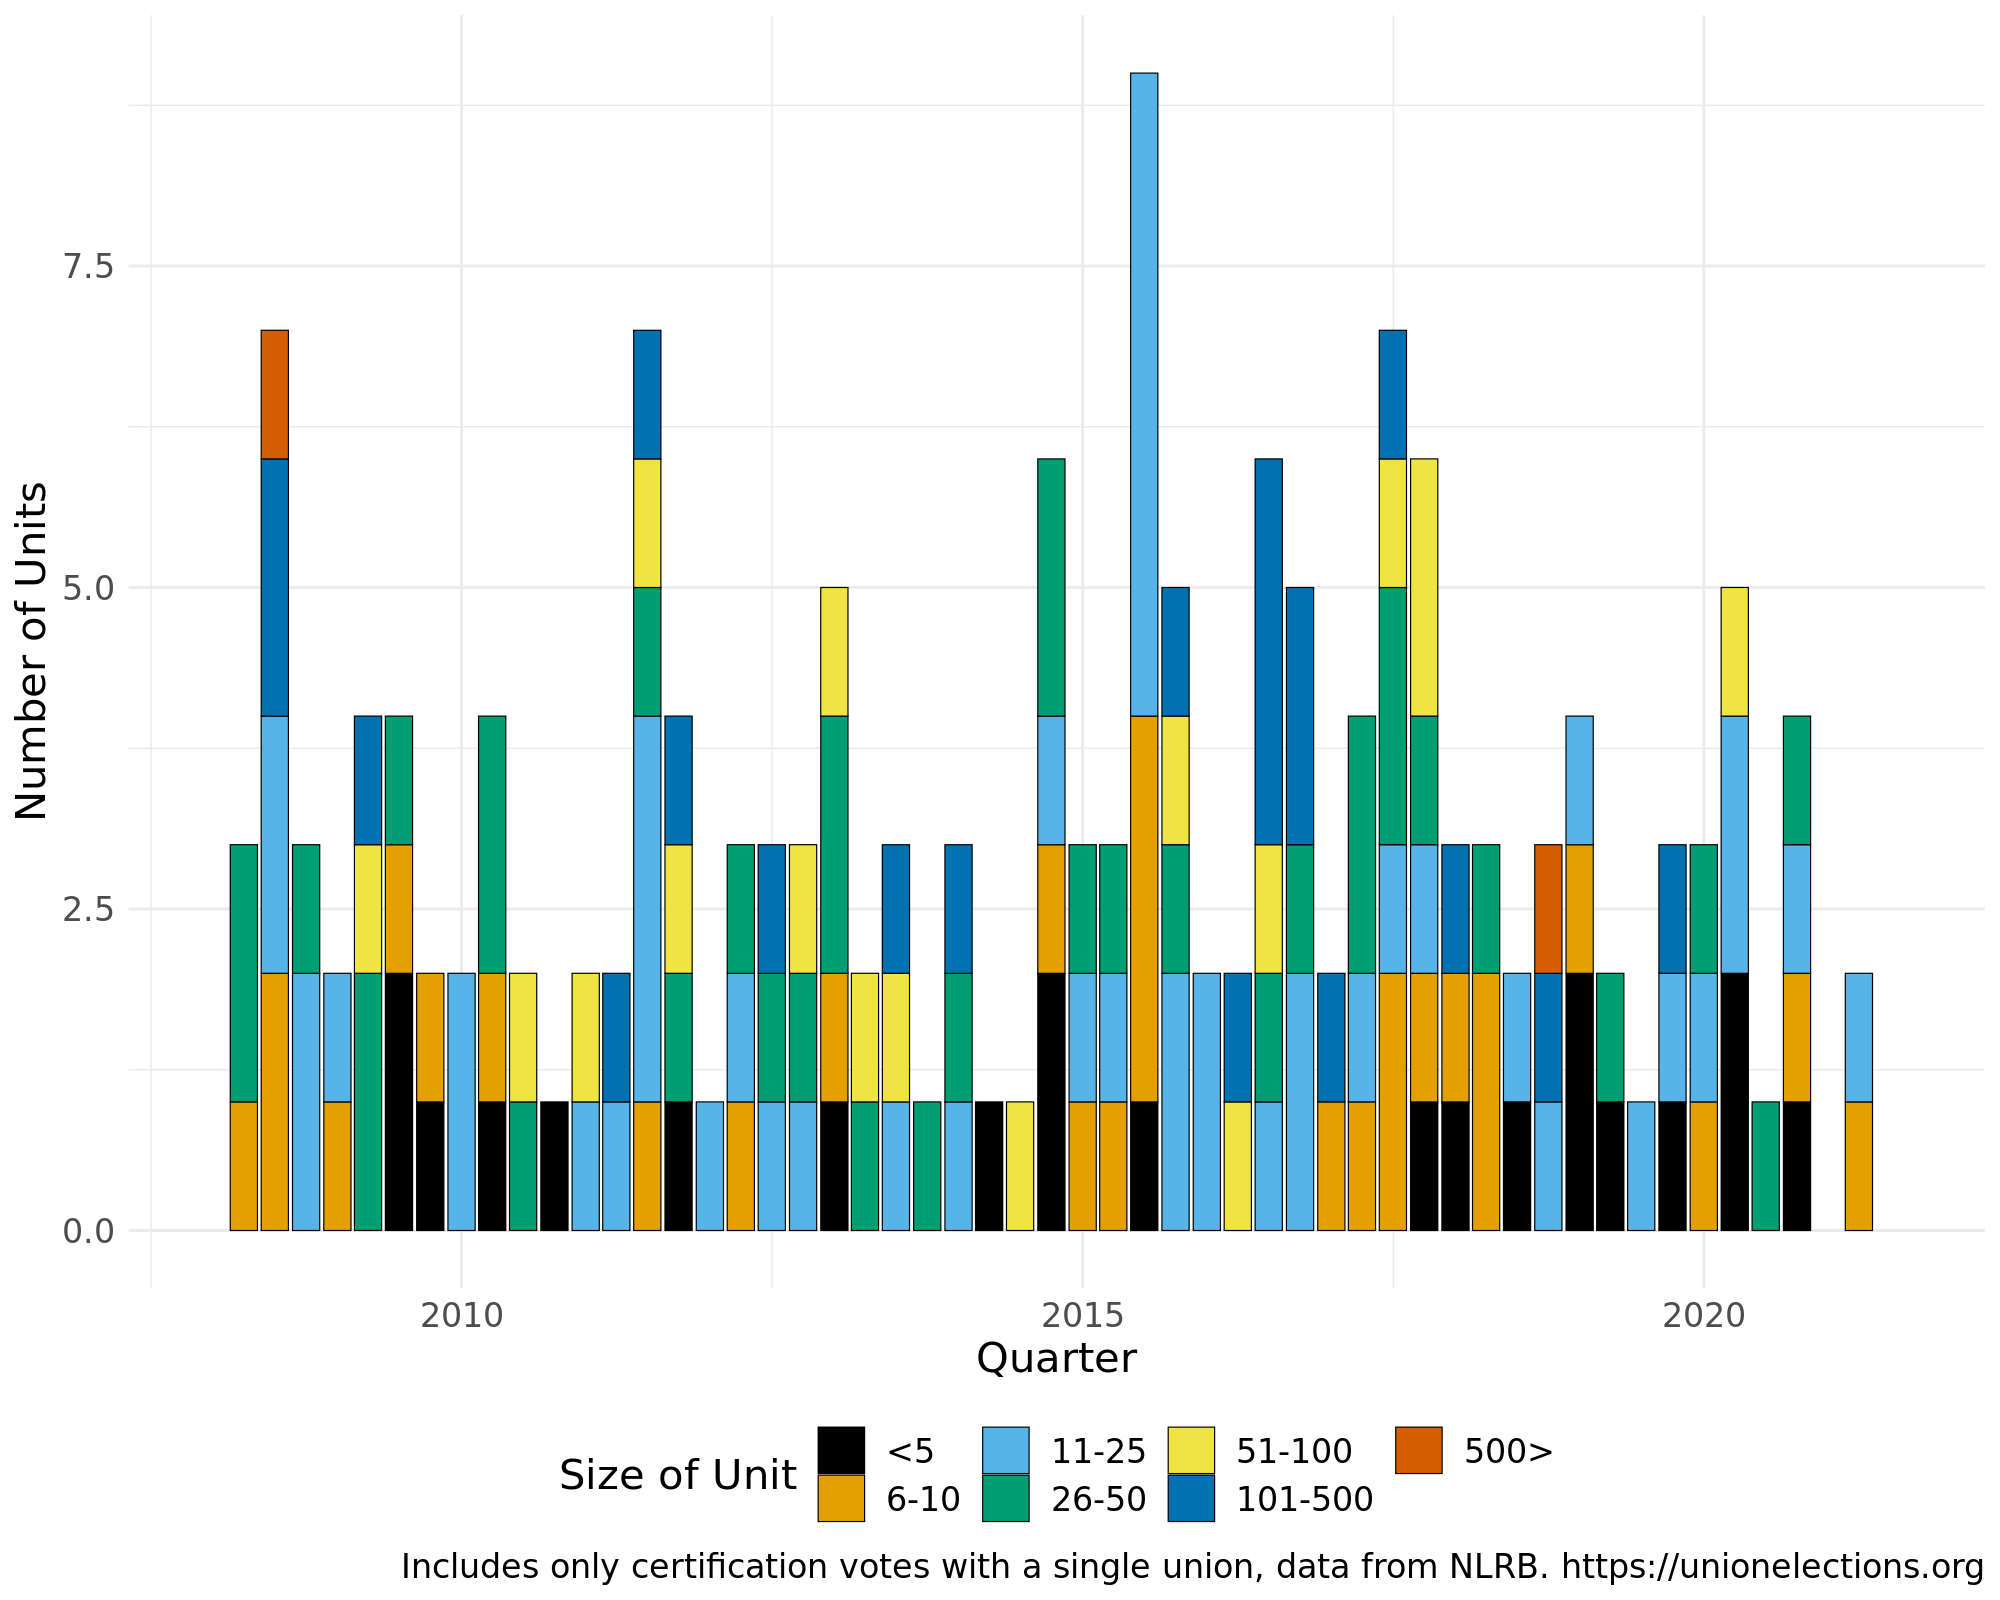 Number of Units
7.5
5.0
2.5
0.0
2010 2015 2020
Quarter
Size of Unit
<5 11-25 51-100 500>
6-10 26-50 101-500
Includes only certification votes with a single union, data from NLRB. https://unionelections.org